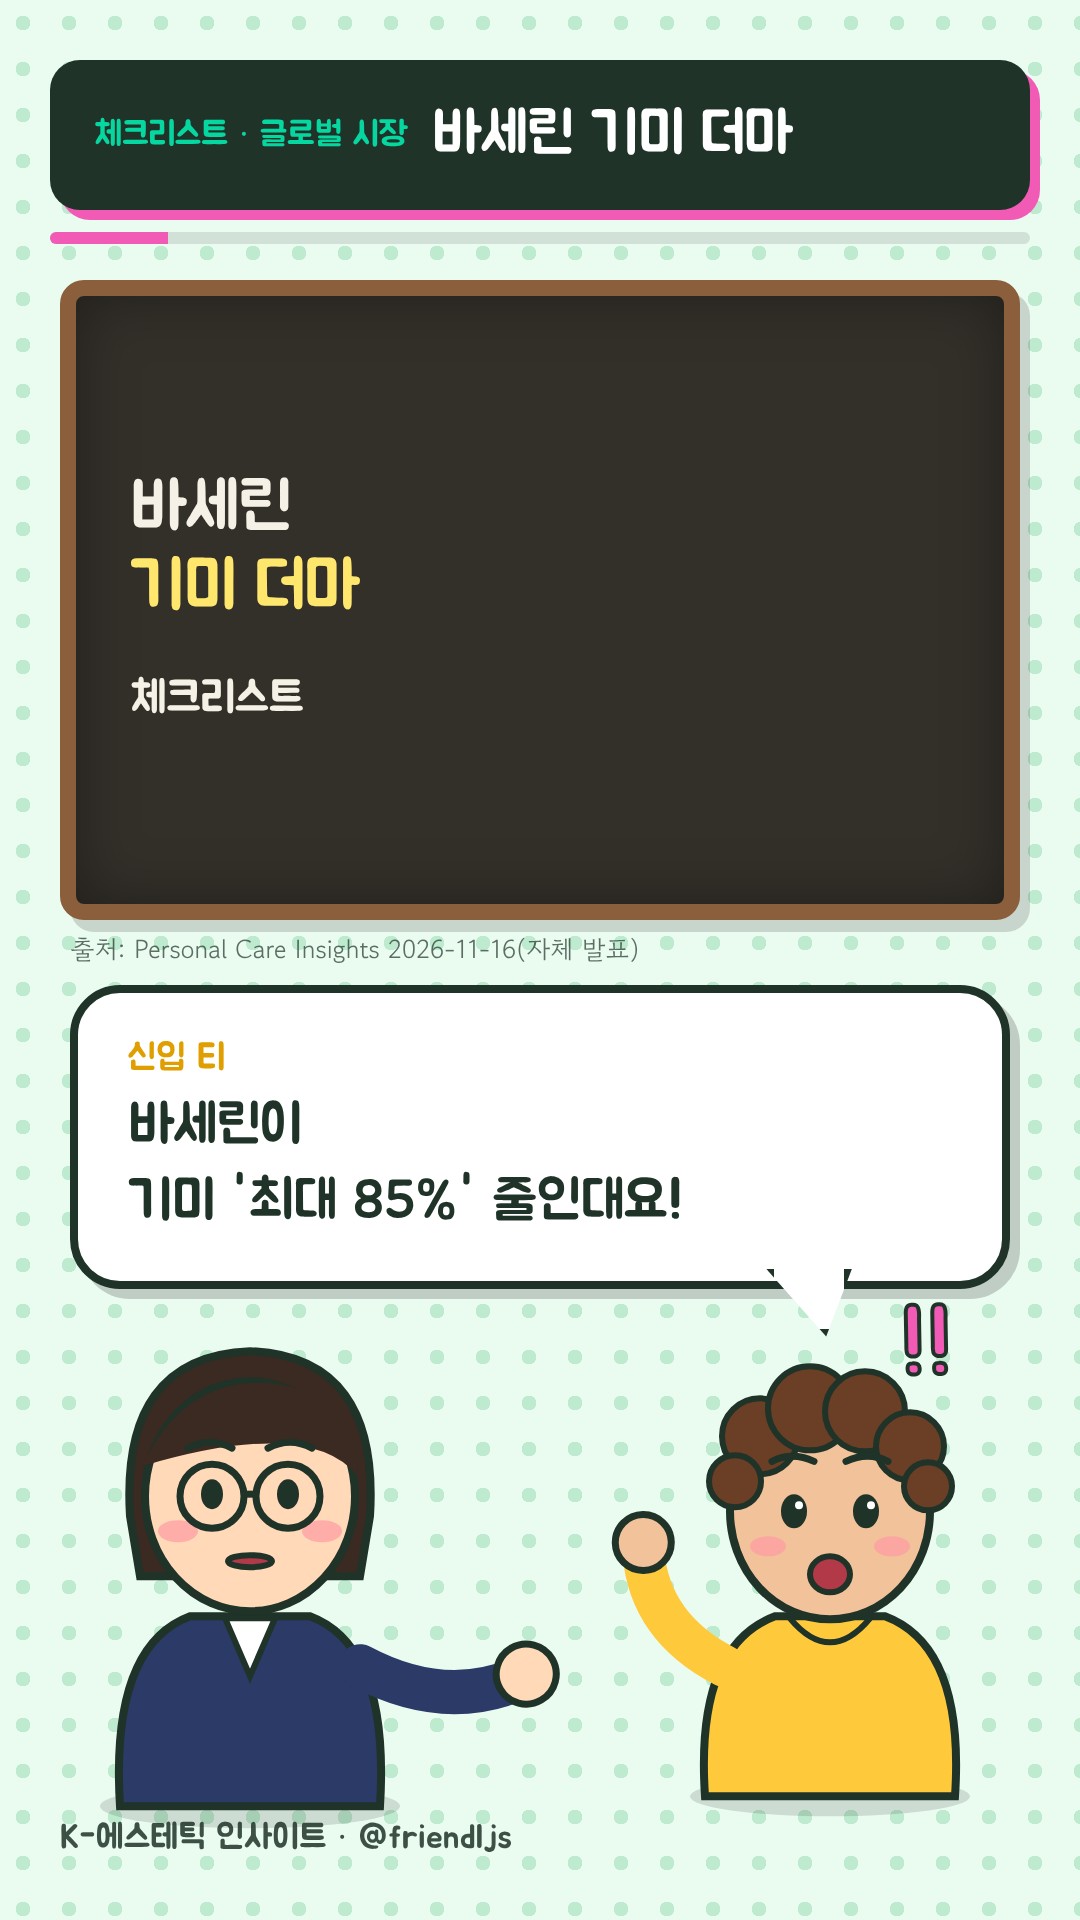 체크리스트 · 글로벌 시장 바세린 기미 더마
바세린
기미 더마
체크리스트
출처: Personal Care Insights 2026-11-16(자체 발표)
신입 티
바세린이
기미 '최대 85%' 줄인대요!
!!
K-에스테틱 인사이트 · @friendljs